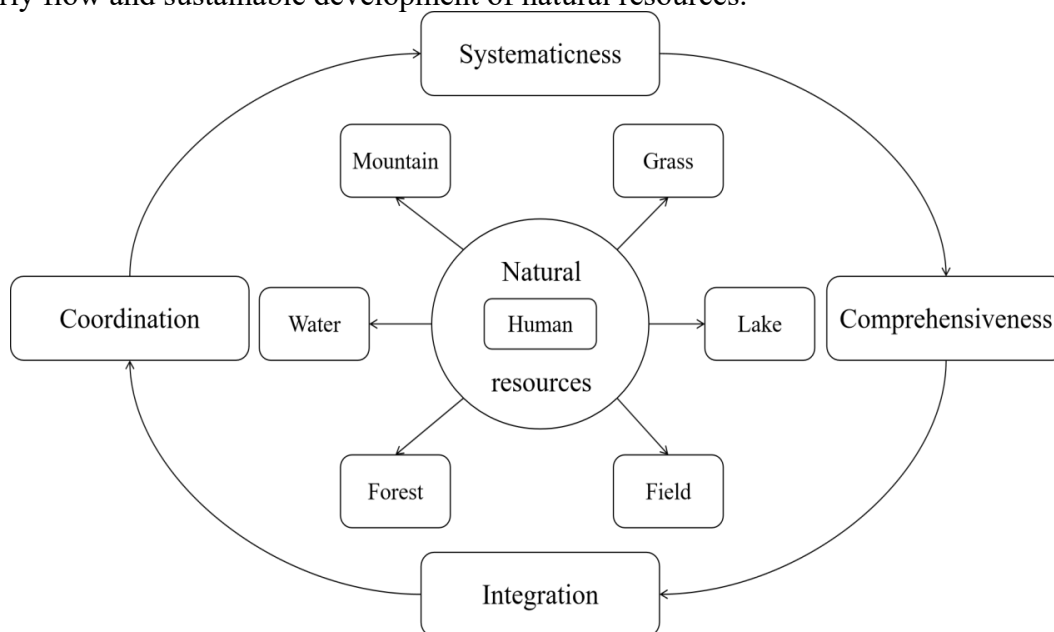 rly flow and sustainable development of natural resources.
Systematicness
Mountain
Grass
Natural
Coordination
Water
Human
Lake
Comprehensiveness
resources
Forest
Field
Integration